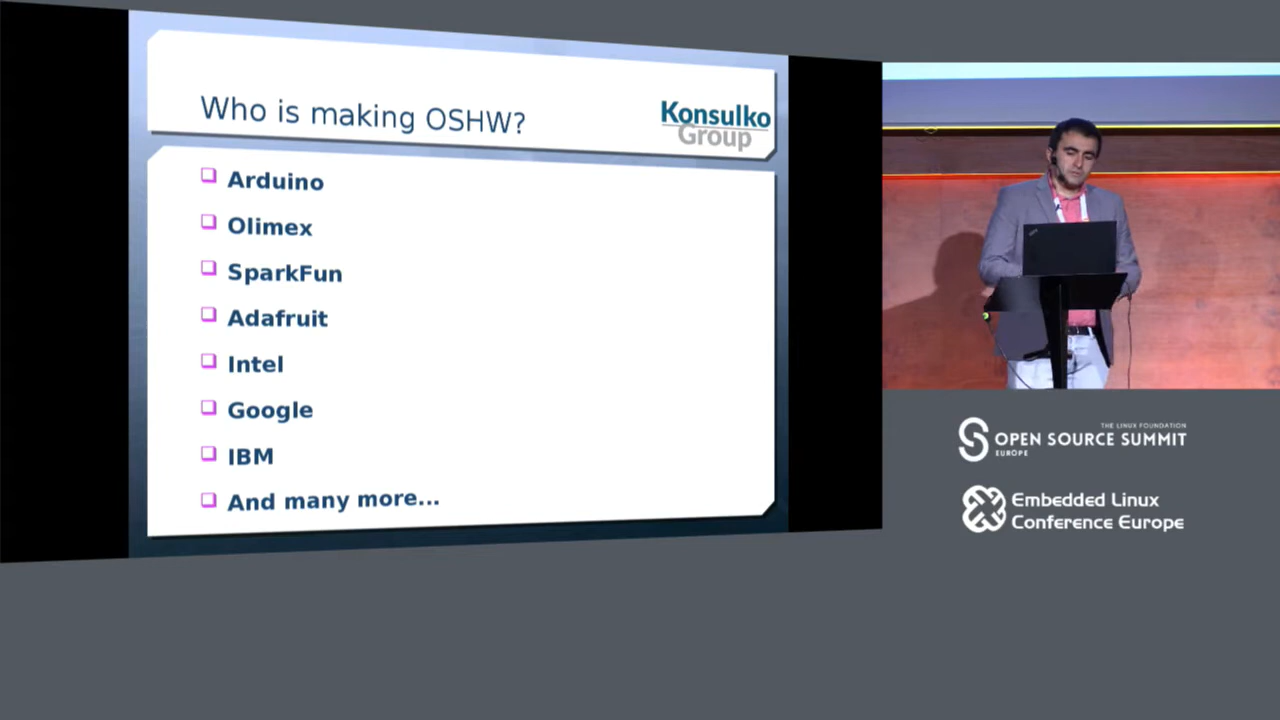 Who is making OSHW?
Konsulko
Group
Arduino
Olimex
SparkFun
Adafruit
Intel
Google
IBM
And many more...
THE LINUX FOUNDATION
OPEN SOURCE SUMMIT
EUROPE
Embedded Linux
Conference Europe